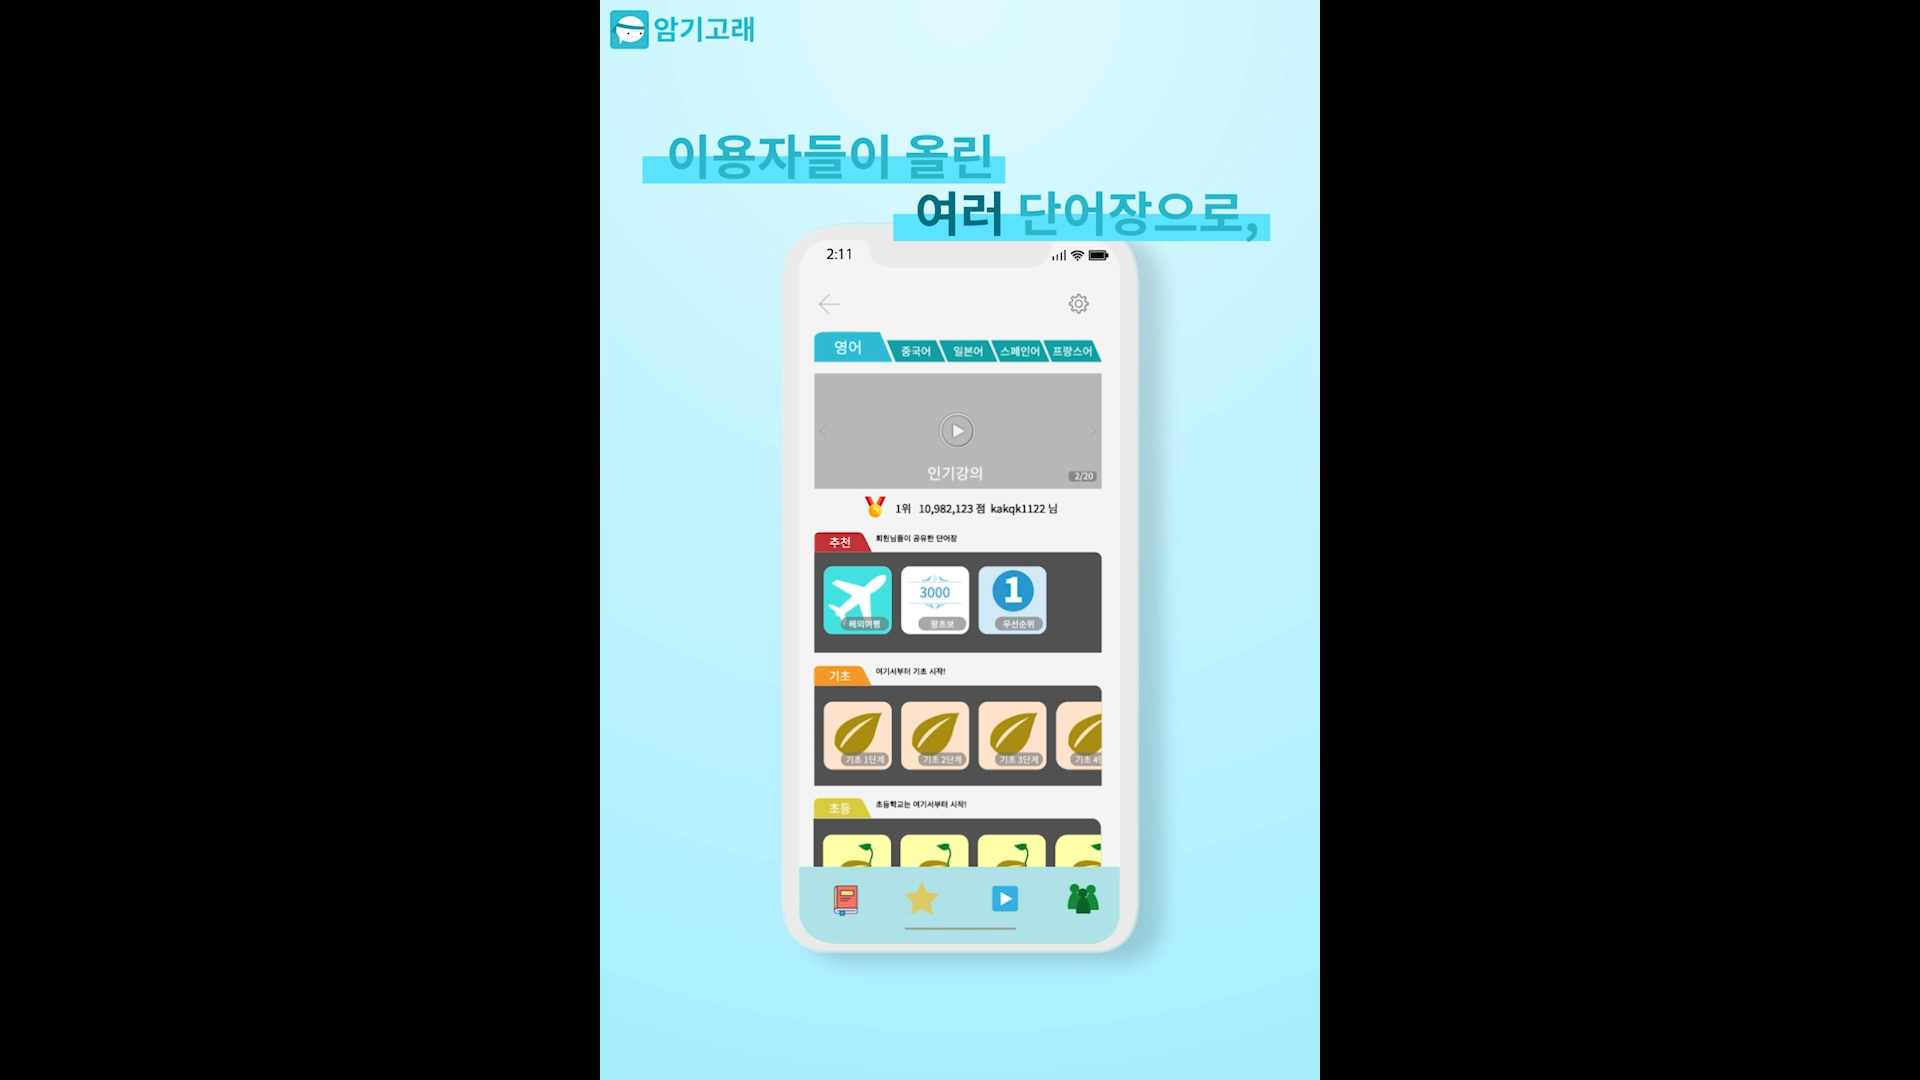 암기고래
이용자들이 올린
여러 단어장으로,
2:11
영어 중국어 일본어 스페인어 프랑스어
인기강의
2/20
1위 10,982,123 점 kakqk1122 님
추천 회원님들이 공유한 단어장
3000 1
해외여행 왕초보 우선순위
기초 여기서부터 기초 시작!
기초 1단계 기초 2단계 기초 3단계 기초 4
초등 초등학교는 여기서부터 시작!